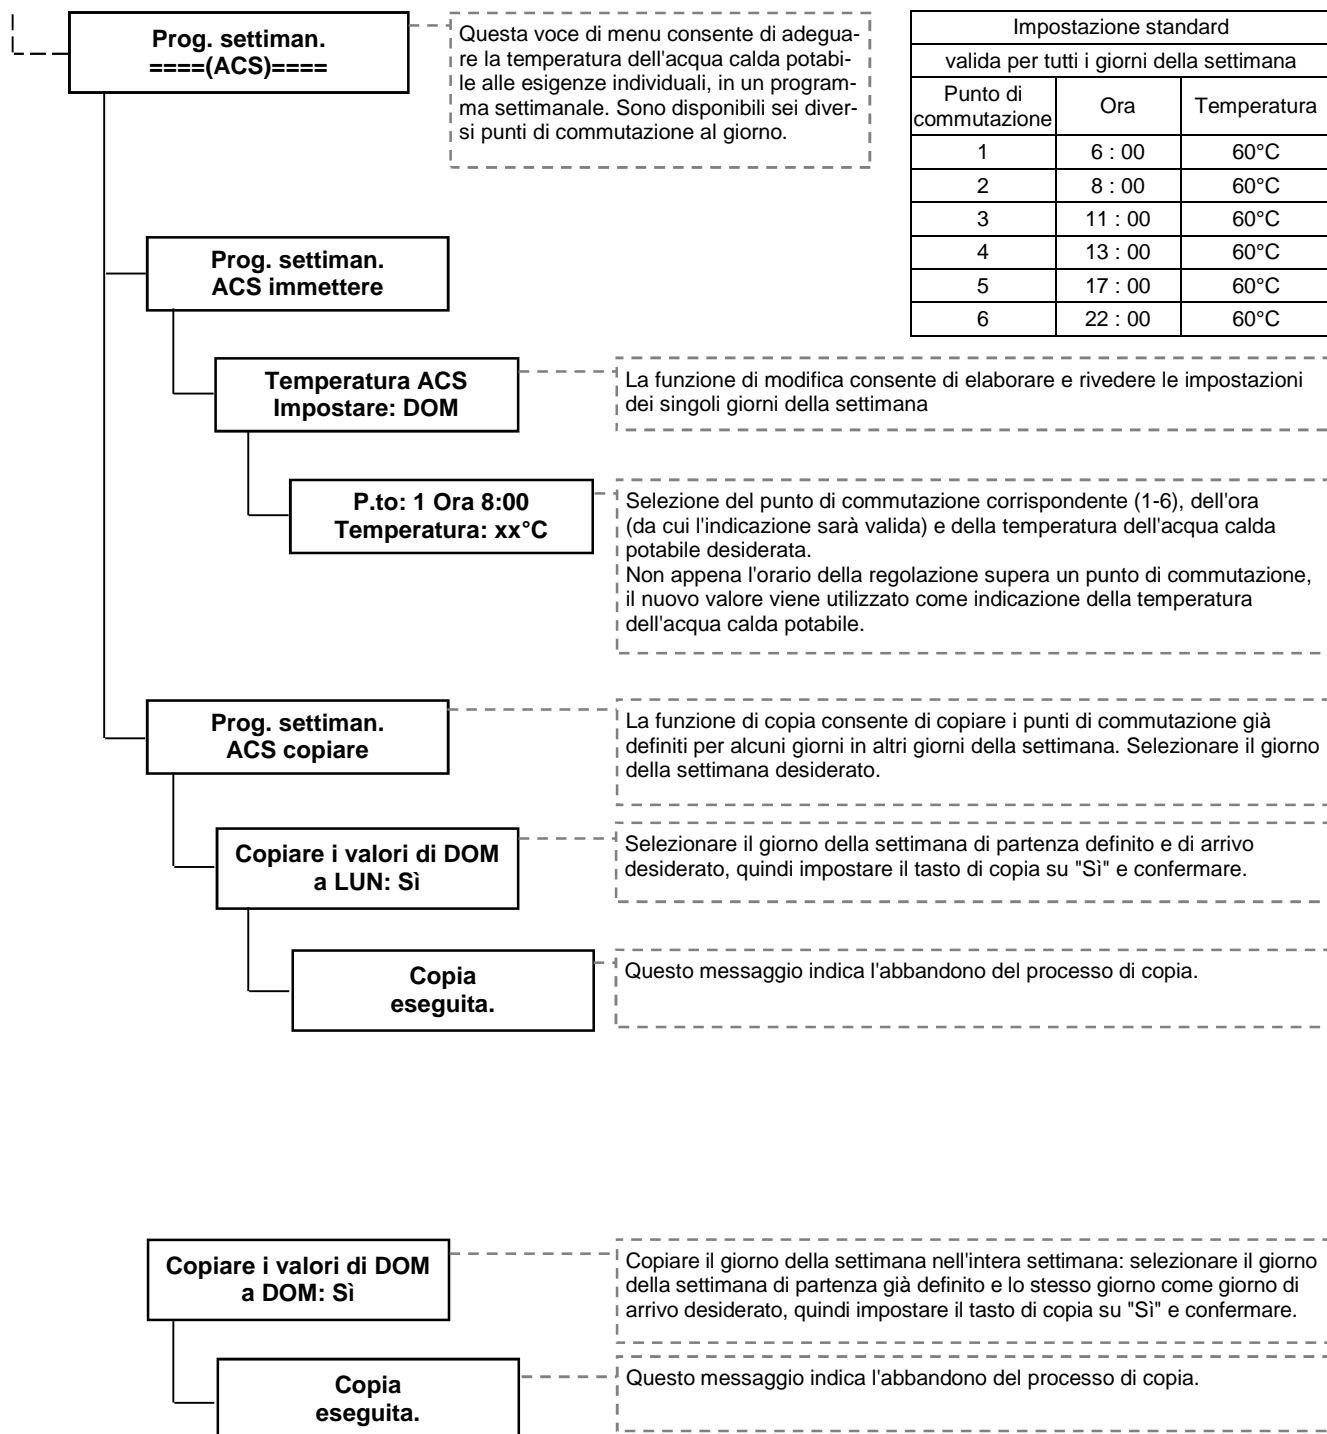 Prog. settiman.
====(ACS)====
Questa voce di menu consente di adegua-
re la temperatura dell'acqua calda potabi-
le alle esigenze individuali, in un program-
ma settimanale. Sono disponibili sei diver-
si punti di commutazione al giorno.
Impostazione standard
valida per tutti i giorni della settimana
Punto di commutazione Ora Temperatura
1 6 : 00 60°C
2 8 : 00 60°C
3 11 : 00 60°C
4 13 : 00 60°C
5 17 : 00 60°C
6 22 : 00 60°C
Prog. settiman.
ACS immettere
Temperatura ACS
Impostare: DOM
La funzione di modifica consente di elaborare e rivedere le impostazioni
dei singoli giorni della settimana
P.to: 1 Ora 8:00
Temperatura: xx°C
Selezione del punto di commutazione corrispondente (1-6), dell'ora
(da cui l'indicazione sarà valida) e della temperatura dell'acqua calda
potabile desiderata.
Non appena l'orario della regolazione supera un punto di commutazione,
il nuovo valore viene utilizzato come indicazione della temperatura
dell'acqua calda potabile.
Prog. settiman.
ACS copiare
La funzione di copia consente di copiare i punti di commutazione già
definiti per alcuni giorni in altri giorni della settimana. Selezionare il giorno
della settimana desiderato.
Copiare i valori di DOM
a LUN: Sì
Selezionare il giorno della settimana di partenza definito e di arrivo
desiderato, quindi impostare il tasto di copia su "Sì" e confermare.
Copia
eseguita.
Questo messaggio indica l'abbandono del processo di copia.
Copiare i valori di DOM
a DOM: Sì
Copiare il giorno della settimana nell'intera settimana: selezionare il giorno
della settimana di partenza già definito e lo stesso giorno come giorno di
arrivo desiderato, quindi impostare il tasto di copia su "Sì" e confermare.
Copia
eseguita.
Questo messaggio indica l'abbandono del processo di copia.